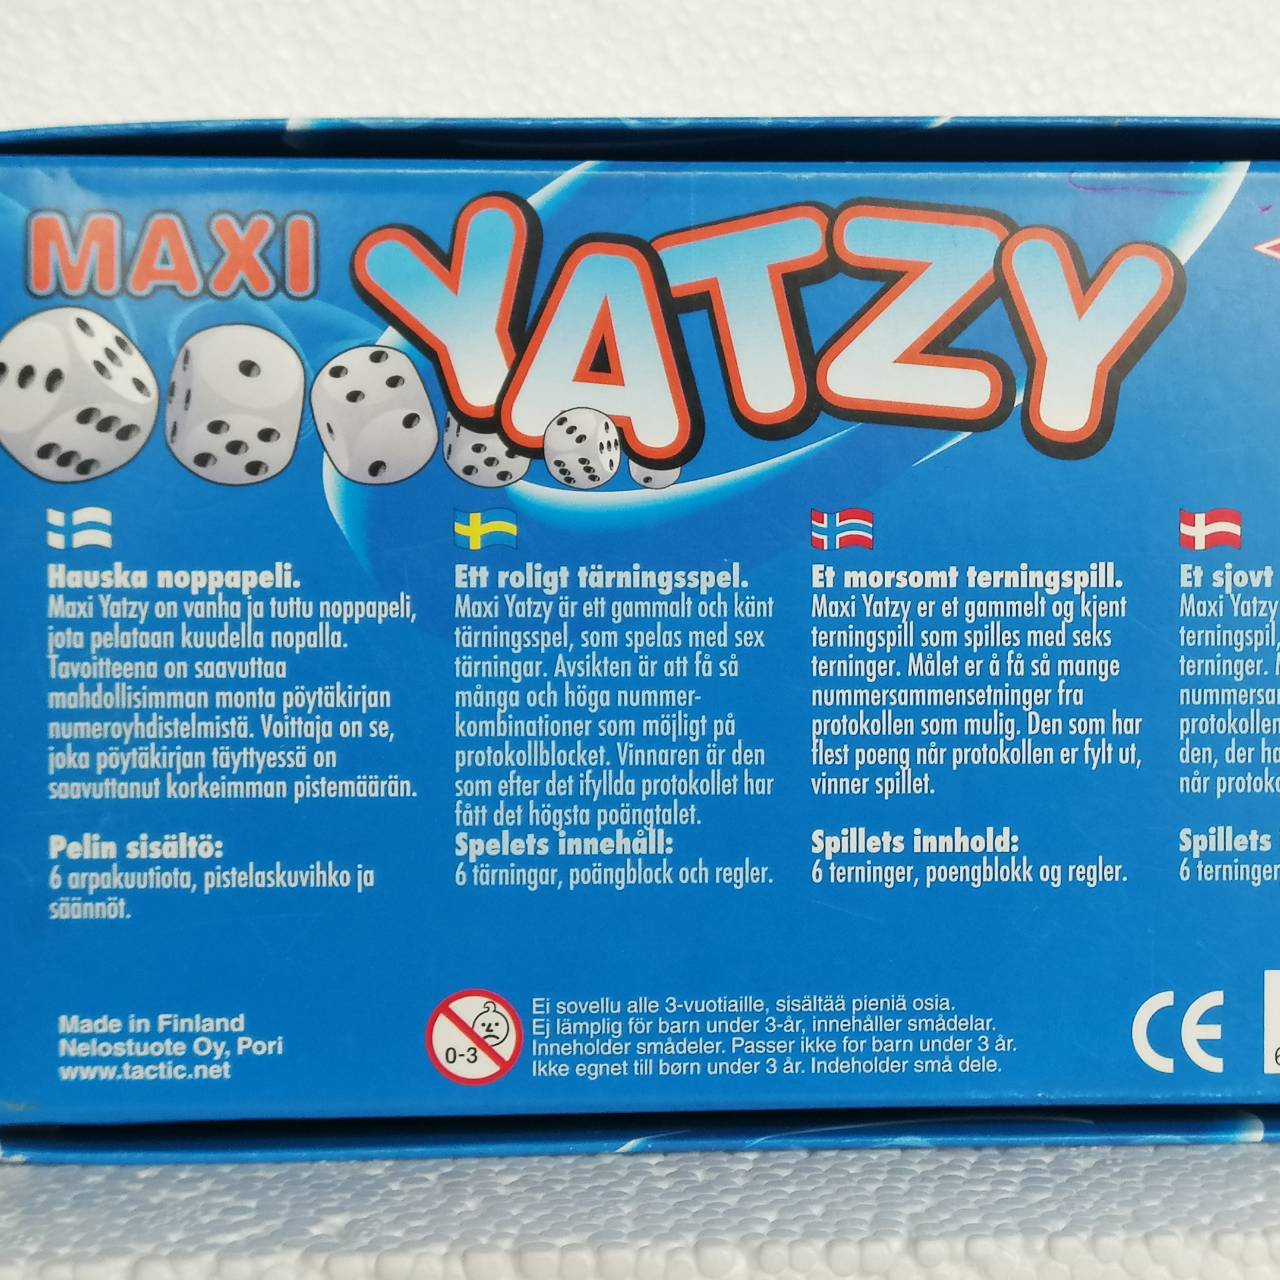 MAXI YATZY
Hauska noppapeli.
Maxi Yatzy on vanha ja tuttu noppapeli,
jota pelataan kuudella nopalla.
Tavoitteena on saavuttaa
mahdollisimman monta pöytäkirjan
numeroyhdistelmistä. Voittaja on se,
joka pöytäkirjan täyttyessä on
saavuttanut korkeimman pistemäärän.
Pelin sisältö:
6 arpakuutiota, pistelaskuvihko ja
säännöt.
Ett roligt tärningsspel.
Maxi Yatzy är ett gammalt och känt
tärningsspel, som spelas med sex
tärningar. Avsikten är att få så
många och höga nummer-
kombinationer som möjligt på
protokollblocket. Vinnaren är den
som efter det ifyllda protokollet har
fått det högsta poängtalet.
Spelets innehåll:
6 tärningar, poängblock och regler.
Et morsomt terningspill.
Maxi Yatzy er et gammelt og kjent
terningspill som spilles med seks
terninger. Målet er å få så mange
nummersammensetninger fra
protokollen som mulig. Den som har
flest poeng når protokollen er fylt ut,
vinner spillet.
Spillets innhold:
6 terninger, poengblokk og regler.
Et sjovt
Maxi Yatzy
terningspil,
terninger.
nummersa
protokollen
den, der ha
når protoko
Spillets
6 terninger
Made in Finland
Nelostuote Oy, Pori
www.tactic.net
0-3
Ei sovellu alle 3-vuotiaille, sisältää pieniä osia.
Ej lämplig för barn under 3-år, innehåller smådelar.
Inneholder smådeler. Passer ikke for barn under 3 år.
Ikke egnet till børn under 3 år. Indeholder små dele.
CE